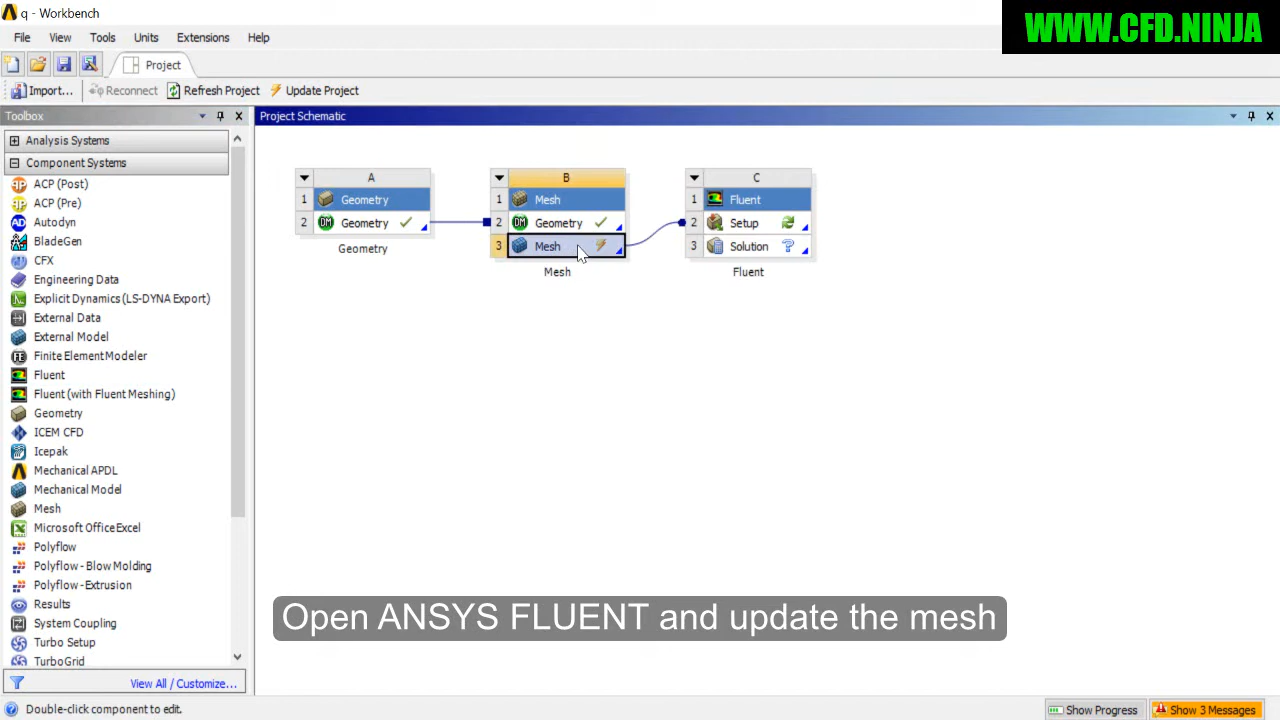 q - Workbench
WWW.CFD.NINJA
File View Tools Units Extensions Help
Project
Import... Reconnect Refresh Project Update Project
Toolbox
Project Schematic
Analysis Systems
Component Systems
ACP (Post)
ACP (Pre)
Autodyn
BladeGen
CFX
Engineering Data
Explicit Dynamics (LS-DYNA Export)
External Data
External Model
Finite Element Modeler
Fluent
Fluent (with Fluent Meshing)
Geometry
ICEM CFD
Icepak
Mechanical APDL
Mechanical Model
Mesh
Microsoft Office Excel
Polyflow
Polyflow - Blow Molding
Polyflow - Extrusion
Results
System Coupling
Turbo Setup
TurboGrid
View All / Customize...
A
1 Geometry
2 DM Geometry
Geometry
B
1 Mesh
2 DM Geometry
3 Mesh
Mesh
C
1 Fluent
2 Setup
3 Solution
Fluent
Open ANSYS FLUENT and update the mesh
Double-click component to edit.
Show Progress
Show 3 Messages